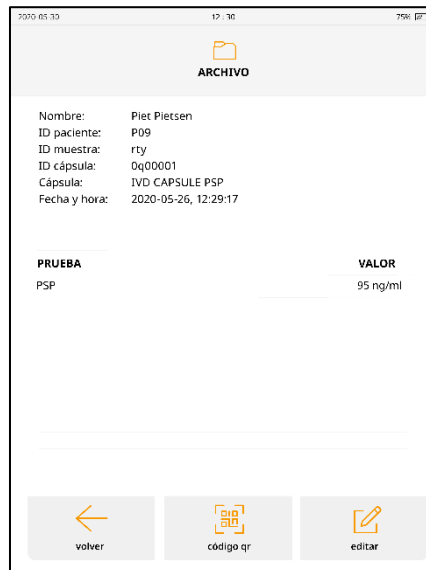 2020-05-30 12:30 75%
ARCHIVO
Nombre: Piet Pietsen
ID paciente: P09
ID muestra: rty
ID cápsula: 0q00001
Cápsula: IVD CAPSULE PSP
Fecha y hora: 2020-05-26, 12:29:17
PRUEBA VALOR
PSP 95 ng/ml
volver código qr editar